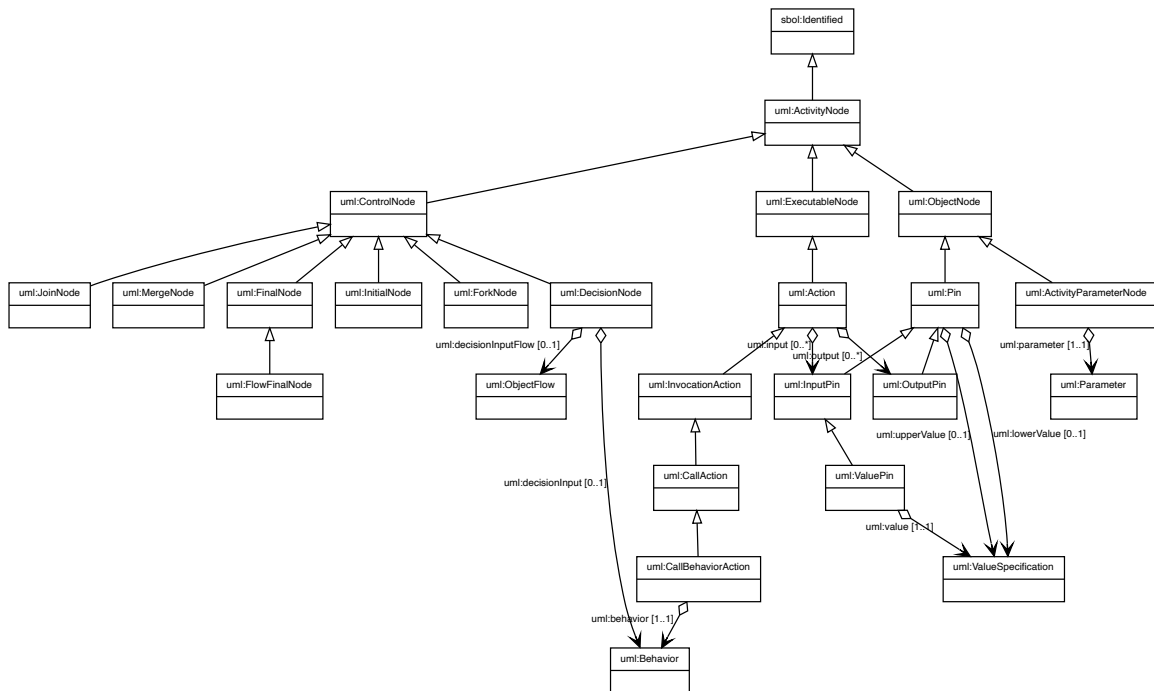 sbol:Identified
uml:ActivityNode
uml:ControlNode
uml:ExecutableNode
uml:ObjectNode
uml:JoinNode
uml:MergeNode
uml:FinalNode
uml:InitialNode
uml:ForkNode
uml:DecisionNode
uml:Action
uml:Pin
uml:ActivityParameterNode
uml:decisionInputFlow [0..1]
uml:input [0..*]
uml:output [0..*]
uml:parameter [1..1]
uml:FlowFinalNode
uml:ObjectFlow
uml:InvocationAction
uml:InputPin
uml:OutputPin
uml:Parameter
uml:upperValue [0..1]
uml:lowerValue [0..1]
uml:decisionInput [0..1]
uml:CallAction
uml:ValuePin
uml:value [1..1]
uml:CallBehaviorAction
uml:ValueSpecification
uml:behavior [1..1]
uml:Behavior